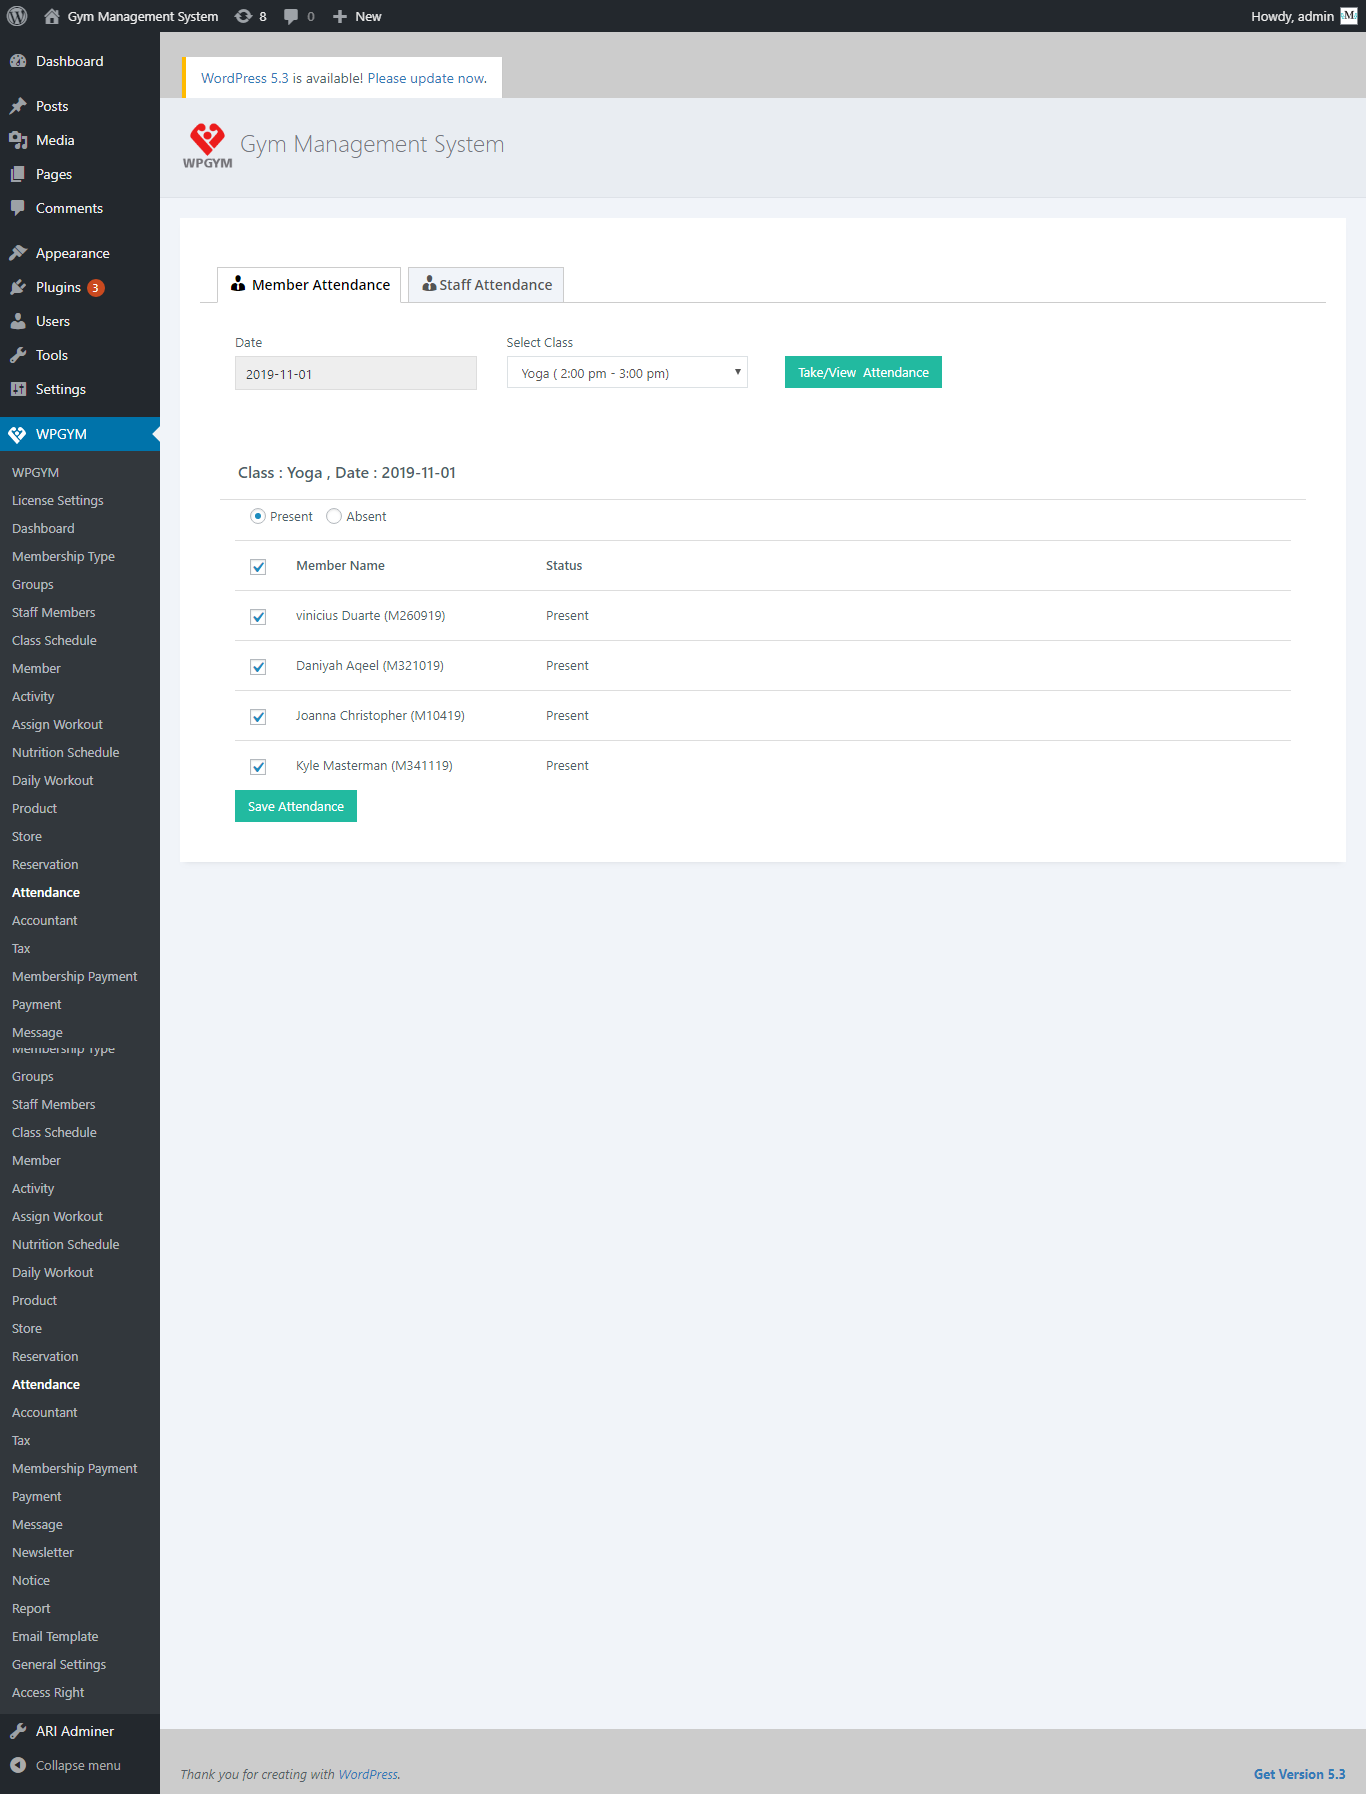 Gym Management System 8 0 New Howdy, admin M
Dashboard
Posts
Media
Pages
Comments
Appearance
Plugins 3
Users
Tools
Settings
WPGYM
WPGYM
License Settings
Dashboard
Membership Type
Groups
Staff Members
Class Schedule
Member
Activity
Assign Workout
Nutrition Schedule
Daily Workout
Product
Store
Reservation
Attendance
Accountant
Tax
Membership Payment
Payment
Message
Membership Type
Groups
Staff Members
Class Schedule
Member
Activity
Assign Workout
Nutrition Schedule
Daily Workout
Product
Store
Reservation
Attendance
Accountant
Tax
Membership Payment
Payment
Message
Newsletter
Notice
Report
Email Template
General Settings
Access Right
ARI Adminer
Collapse menu
WordPress 5.3 is available! Please update now.
WPGYM
Gym Management System
Member Attendance Staff Attendance
Date Select Class
2019-11-01 Yoga ( 2:00 pm - 3:00 pm) Take/View Attendance
Class : Yoga , Date : 2019-11-01
Present Absent
Member Name Status
vinicius Duarte (M260919) Present
Daniyah Aqeel (M321019) Present
Joanna Christopher (M10419) Present
Kyle Masterman (M341119) Present
Save Attendance
Thank you for creating with WordPress. Get Version 5.3